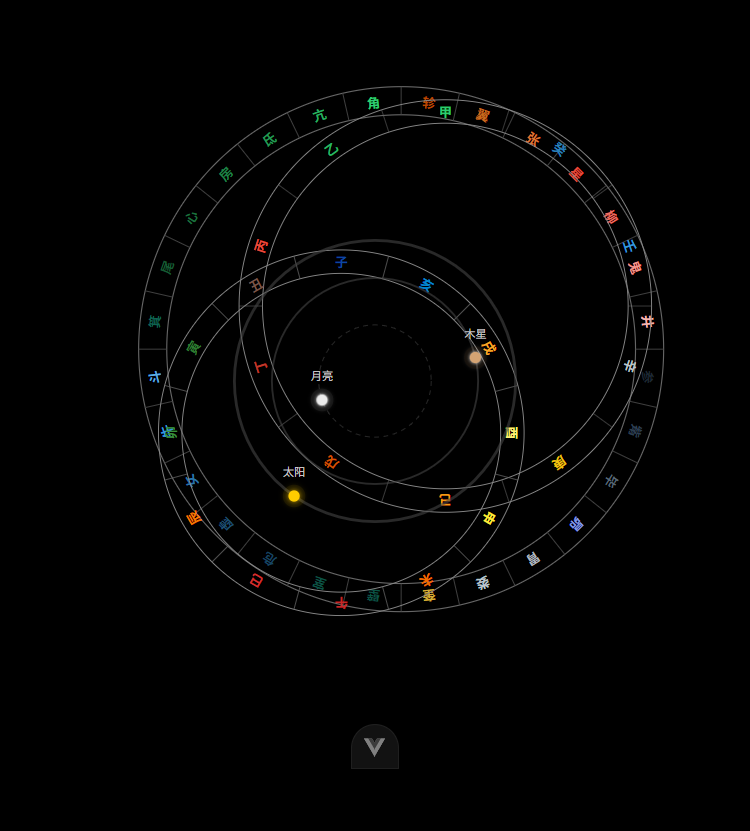 角
亢
氐
房
心
尾
箕
斗
牛
女
虚
危
室
壁
奎
娄
胃
昴
毕
觜
参
井
鬼
柳
星
张
翼
轸
甲
乙
丙
丁
戊
己
庚
辛
壬
癸
子
丑
寅
卯
辰
巳
午
未
申
酉
戌
亥
木星
月亮
太阳